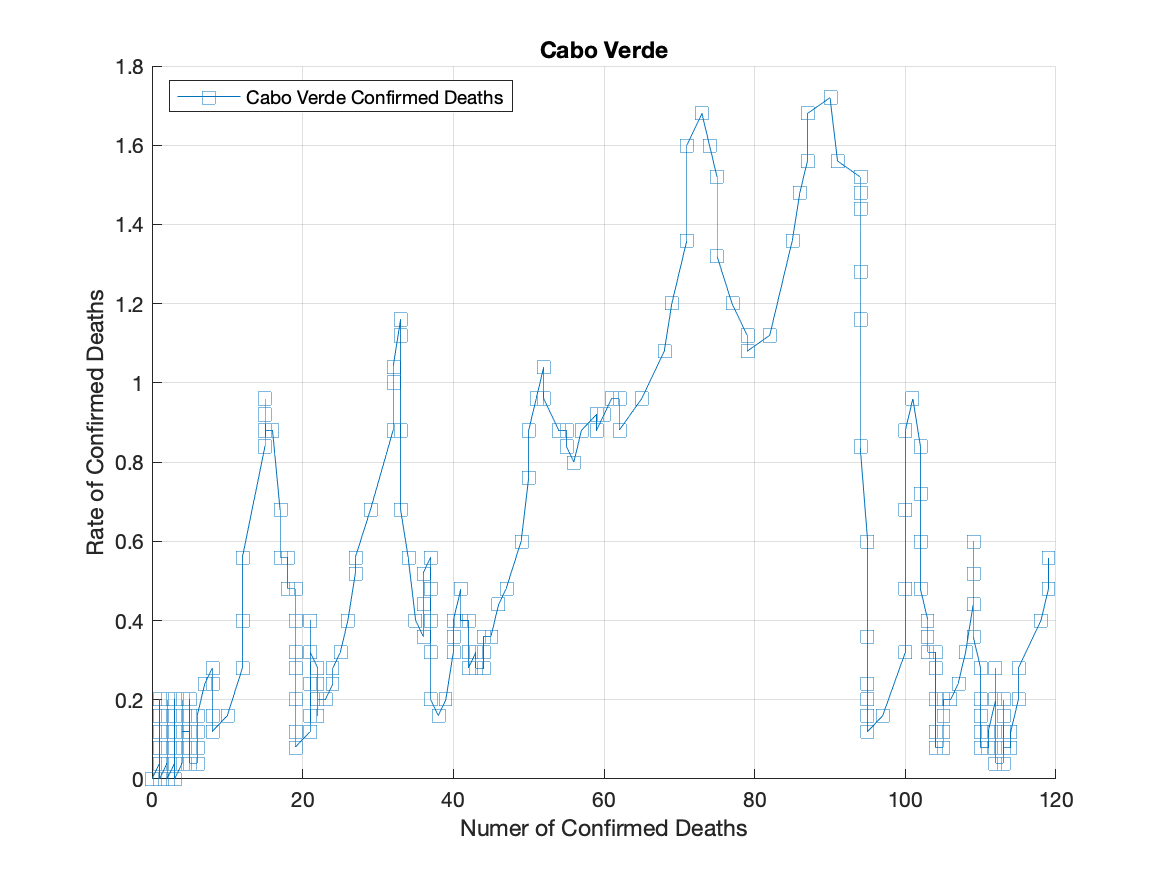 Cabo Verde
Cabo Verde Confirmed Deaths
1.8
1.6
1.4
1.2
1
0.8
0.6
0.4
0.2
0
Rate of Confirmed Deaths
0 20 40 60 80 100 120
Numer of Confirmed Deaths